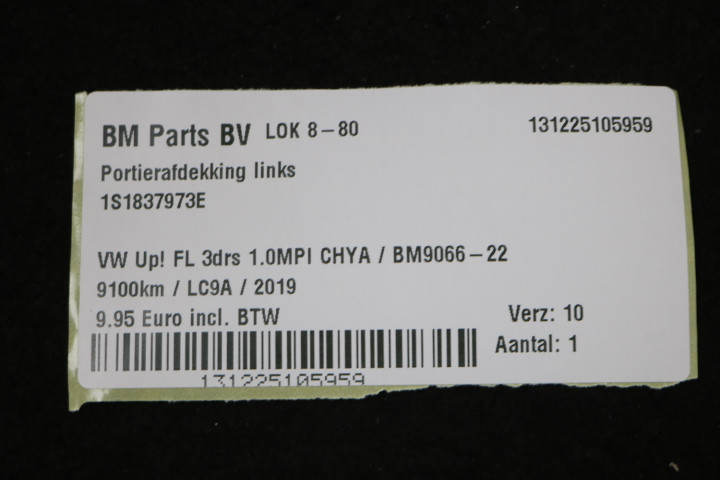 BM Parts BV LOK 8-80 131225105959
Portierafdekking links
1S1837973E
VW Up! FL 3drs 1.0MPI CHYA / BM9066-22
9100km / LC9A / 2019
9.95 Euro incl. BTW Verz: 10
Aantal: 1
131225105959